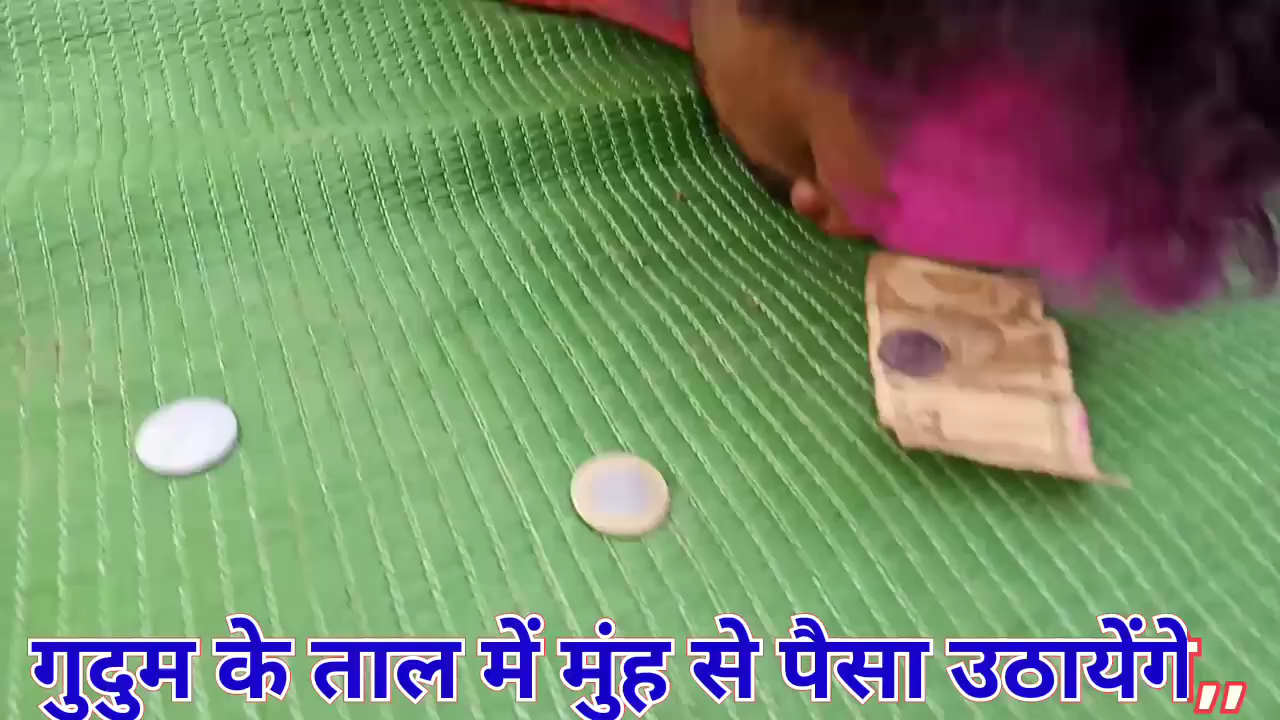 गुदुम के ताल में मुंह से पैसा उठायेंगे,,